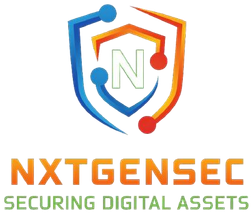 N
NXTGENSEC
SECURING DIGITAL ASSETS